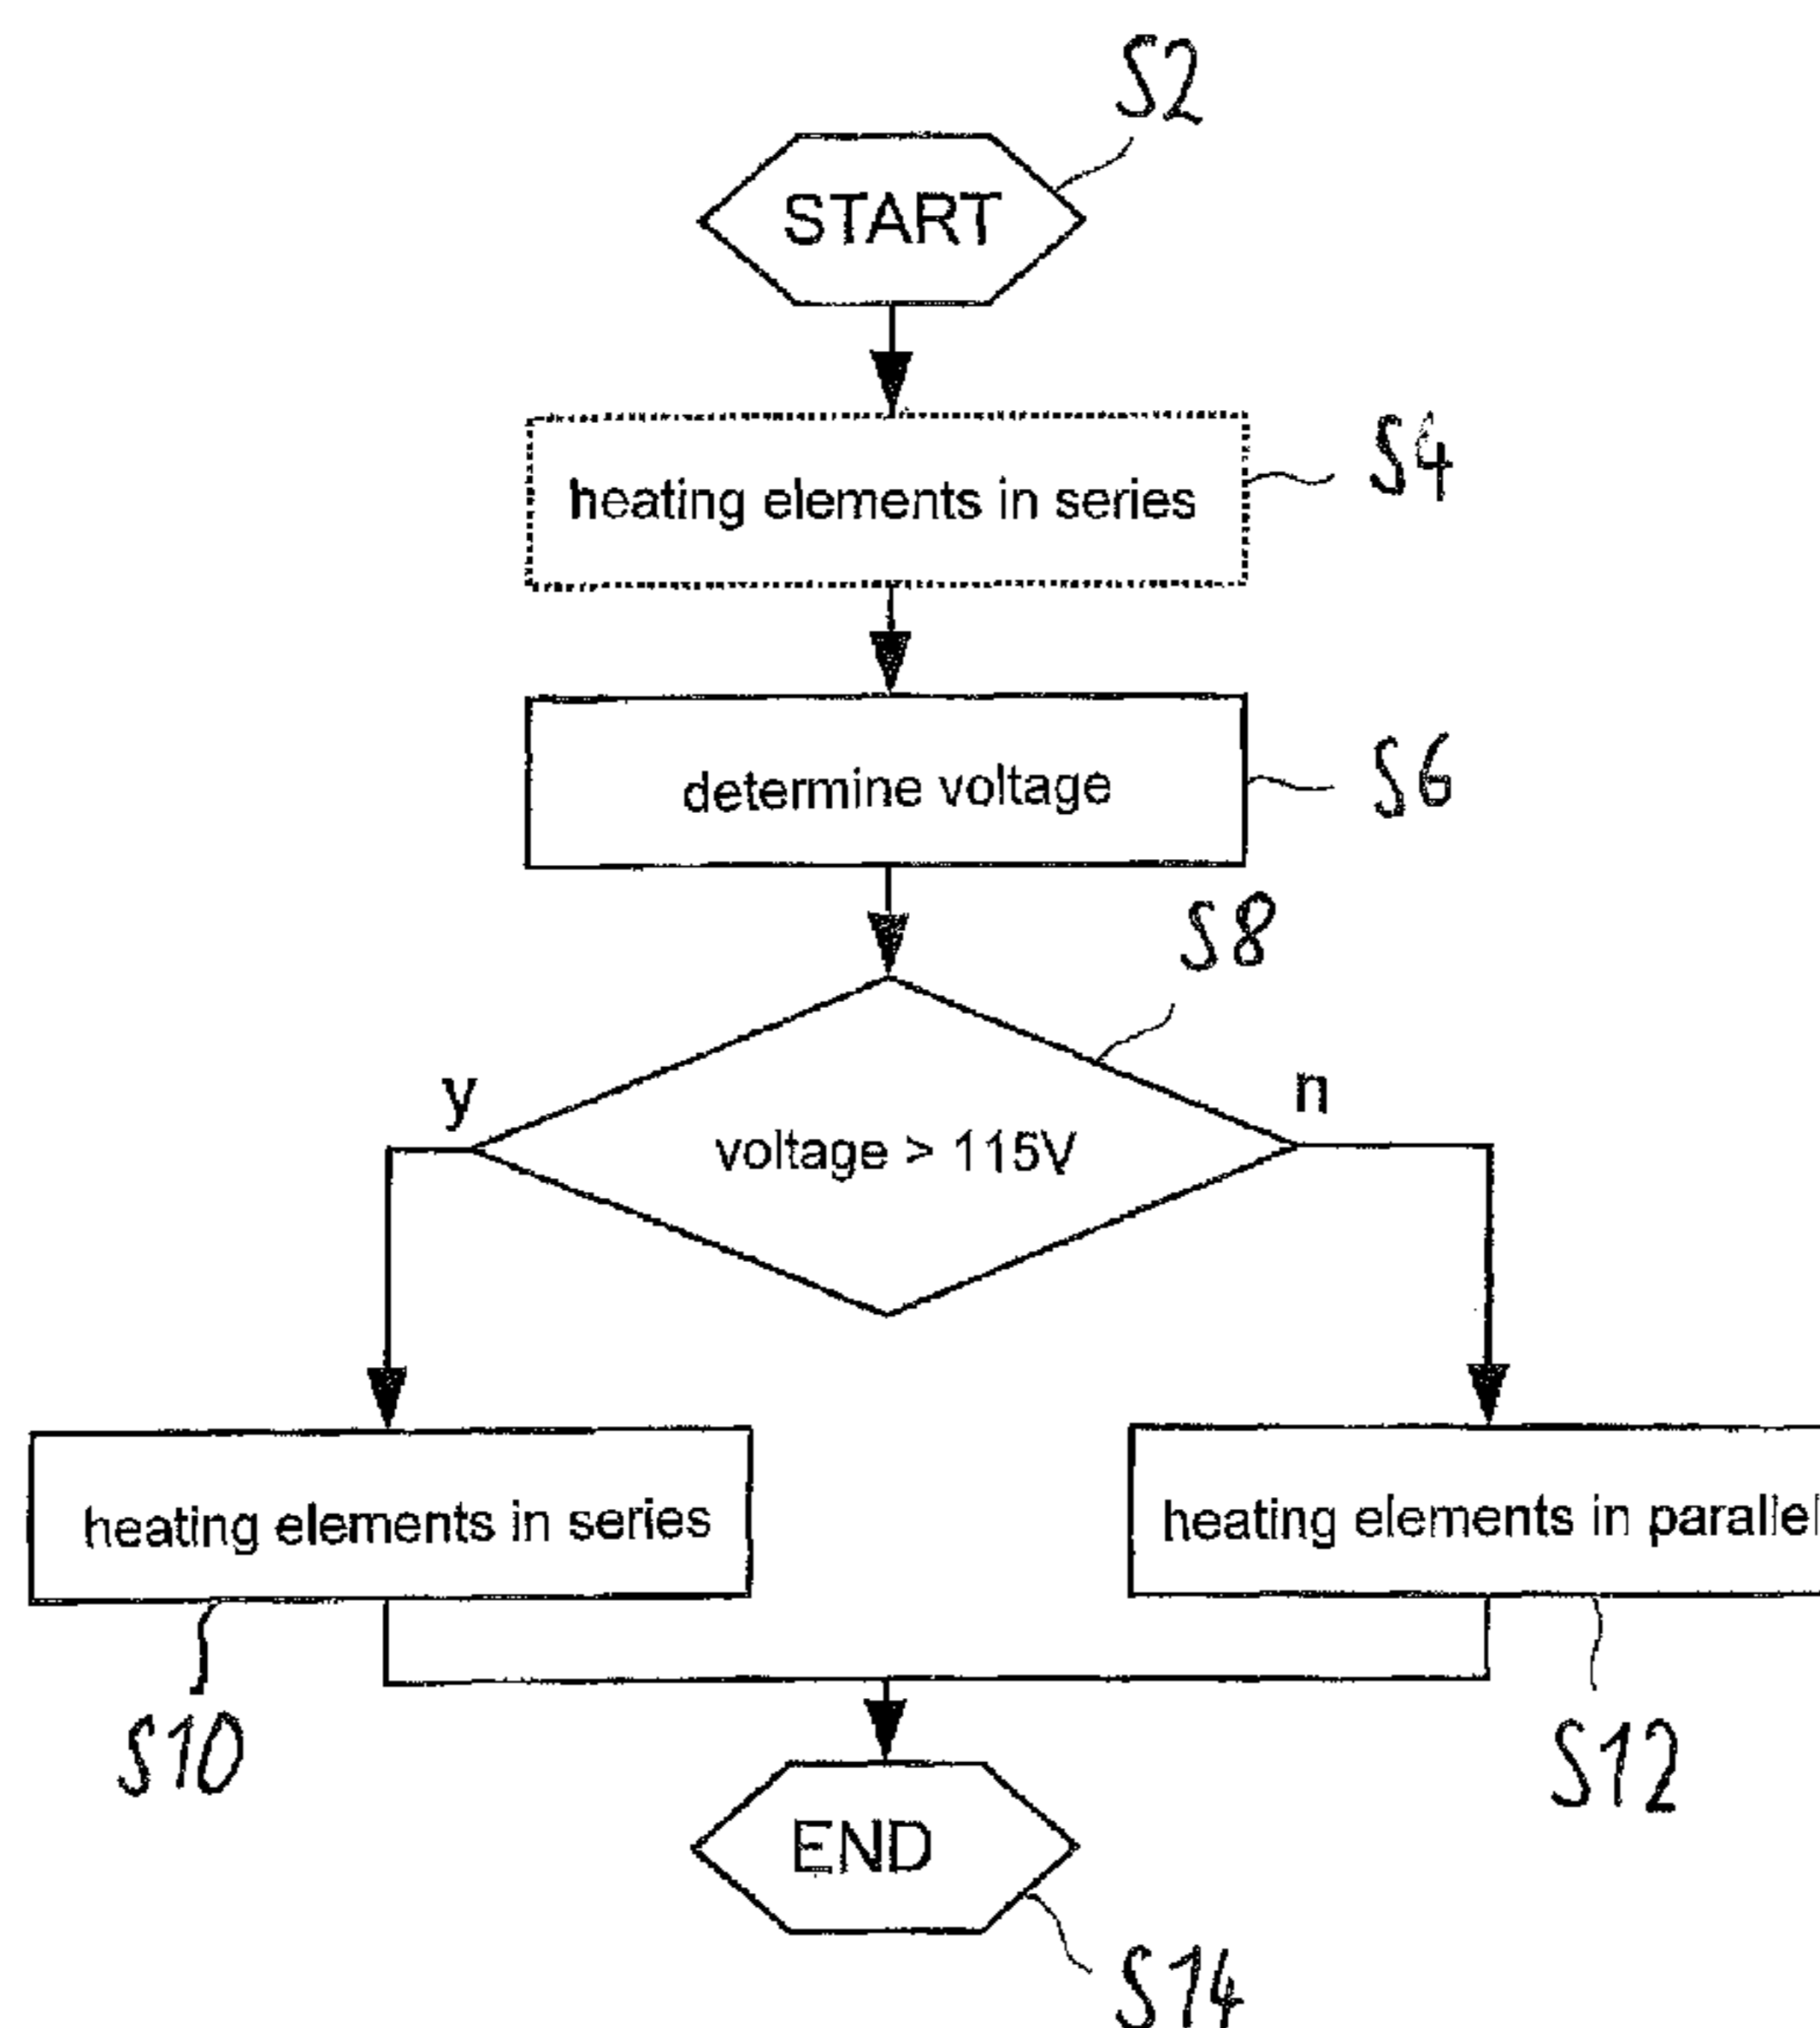 S2
START
heating elements in series
S4
determine voltage
S6
S8
y
n
voltage > 115V
heating elements in series
heating elements in parallel
S10
S12
END
S14